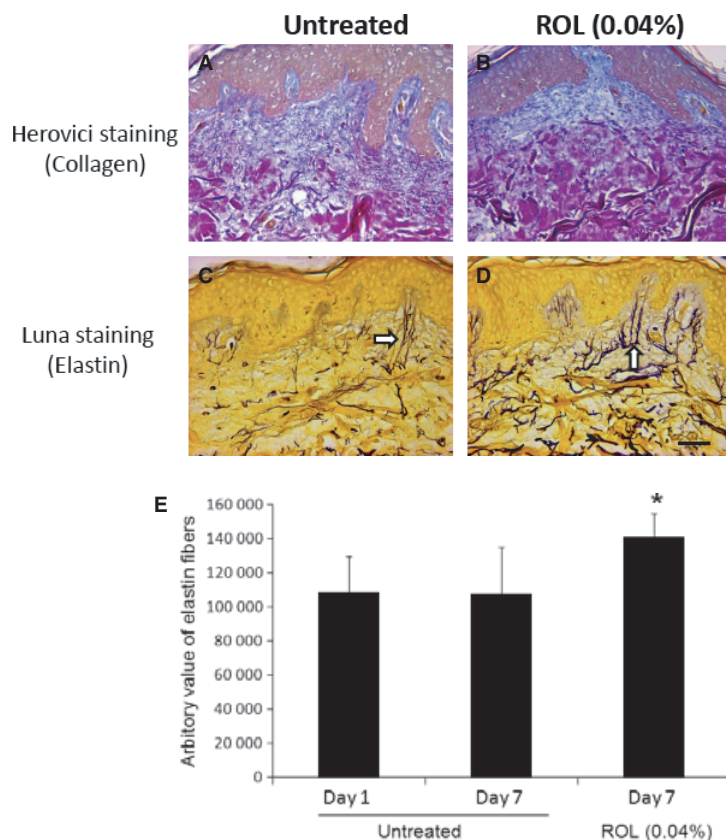 Untreated
ROL (0.04%)
A
B
Herovici staining
(Collagen)
C
D
Luna staining
(Elastin)
E
Arbitory value of elastin fibers
160 000
140 000
120 000
100 000
80 000
60 000
40 000
20 000
0
*
Day 1
Day 7
Day 7
Untreated
ROL (0.04%)